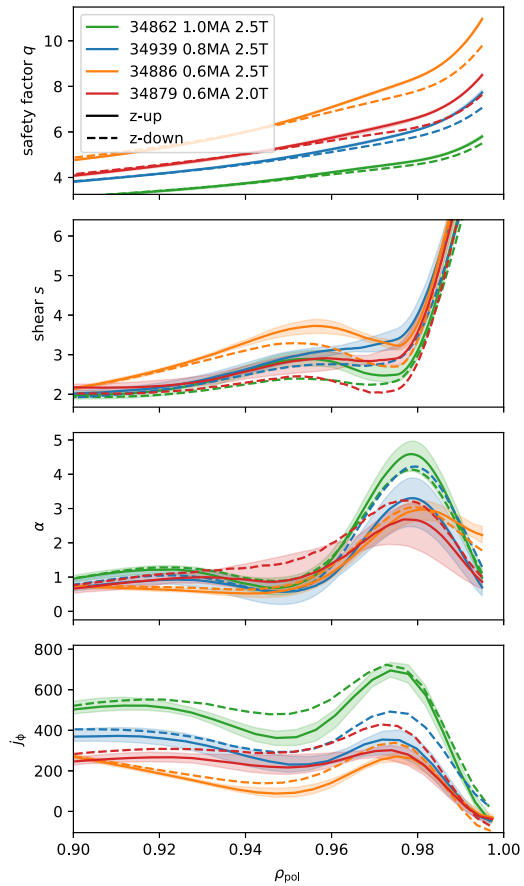 safety factor q
10
8
6
4
34862 1.0MA 2.5T
34939 0.8MA 2.5T
34886 0.6MA 2.5T
34879 0.6MA 2.0T
z-up
z-down
shear s
6
5
4
3
2
α
5
4
3
2
1
0
jϕ
800
600
400
200
0
0.90 0.92 0.94 0.96 0.98 1.00
ρpol